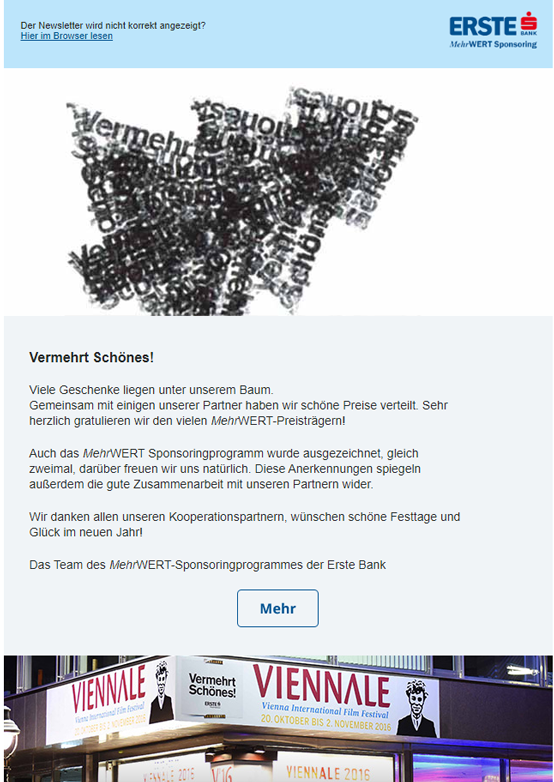 Der Newsletter wird nicht korrekt angezeigt?
Hier im Browser lesen
ERSTE
BANK
MehrWERT Sponsoring
Vermehrt
Schönes!
Vermehrt Schönes!
Viele Geschenke liegen unter unserem Baum.
Gemeinsam mit einigen unserer Partner haben wir schöne Preise verteilt. Sehr
herzlich gratulieren wir den vielen MehrWERT-Preisträgern!
Auch das MehrWERT Sponsoringprogramm wurde ausgezeichnet, gleich
zweimal, darüber freuen wir uns natürlich. Diese Anerkennungen spiegeln
außerdem die gute Zusammenarbeit mit unseren Partnern wider.
Wir danken allen unseren Kooperationspartnern, wünschen schöne Festtage und
Glück im neuen Jahr!
Das Team des MehrWERT-Sponsoringprogrammes der Erste Bank
Mehr
VIENNALE
Vienna International Film Festival
20. OKTOBER BIS 2. NOVEMBER 2016
Vermehrt
Schönes!
ERSTE
VIENNALE
Vienna International Film Festival
20. OKTOBER BIS 2. NOVEMBER 2016
VIENNALE 2016
V'16
VIENNALE 2016